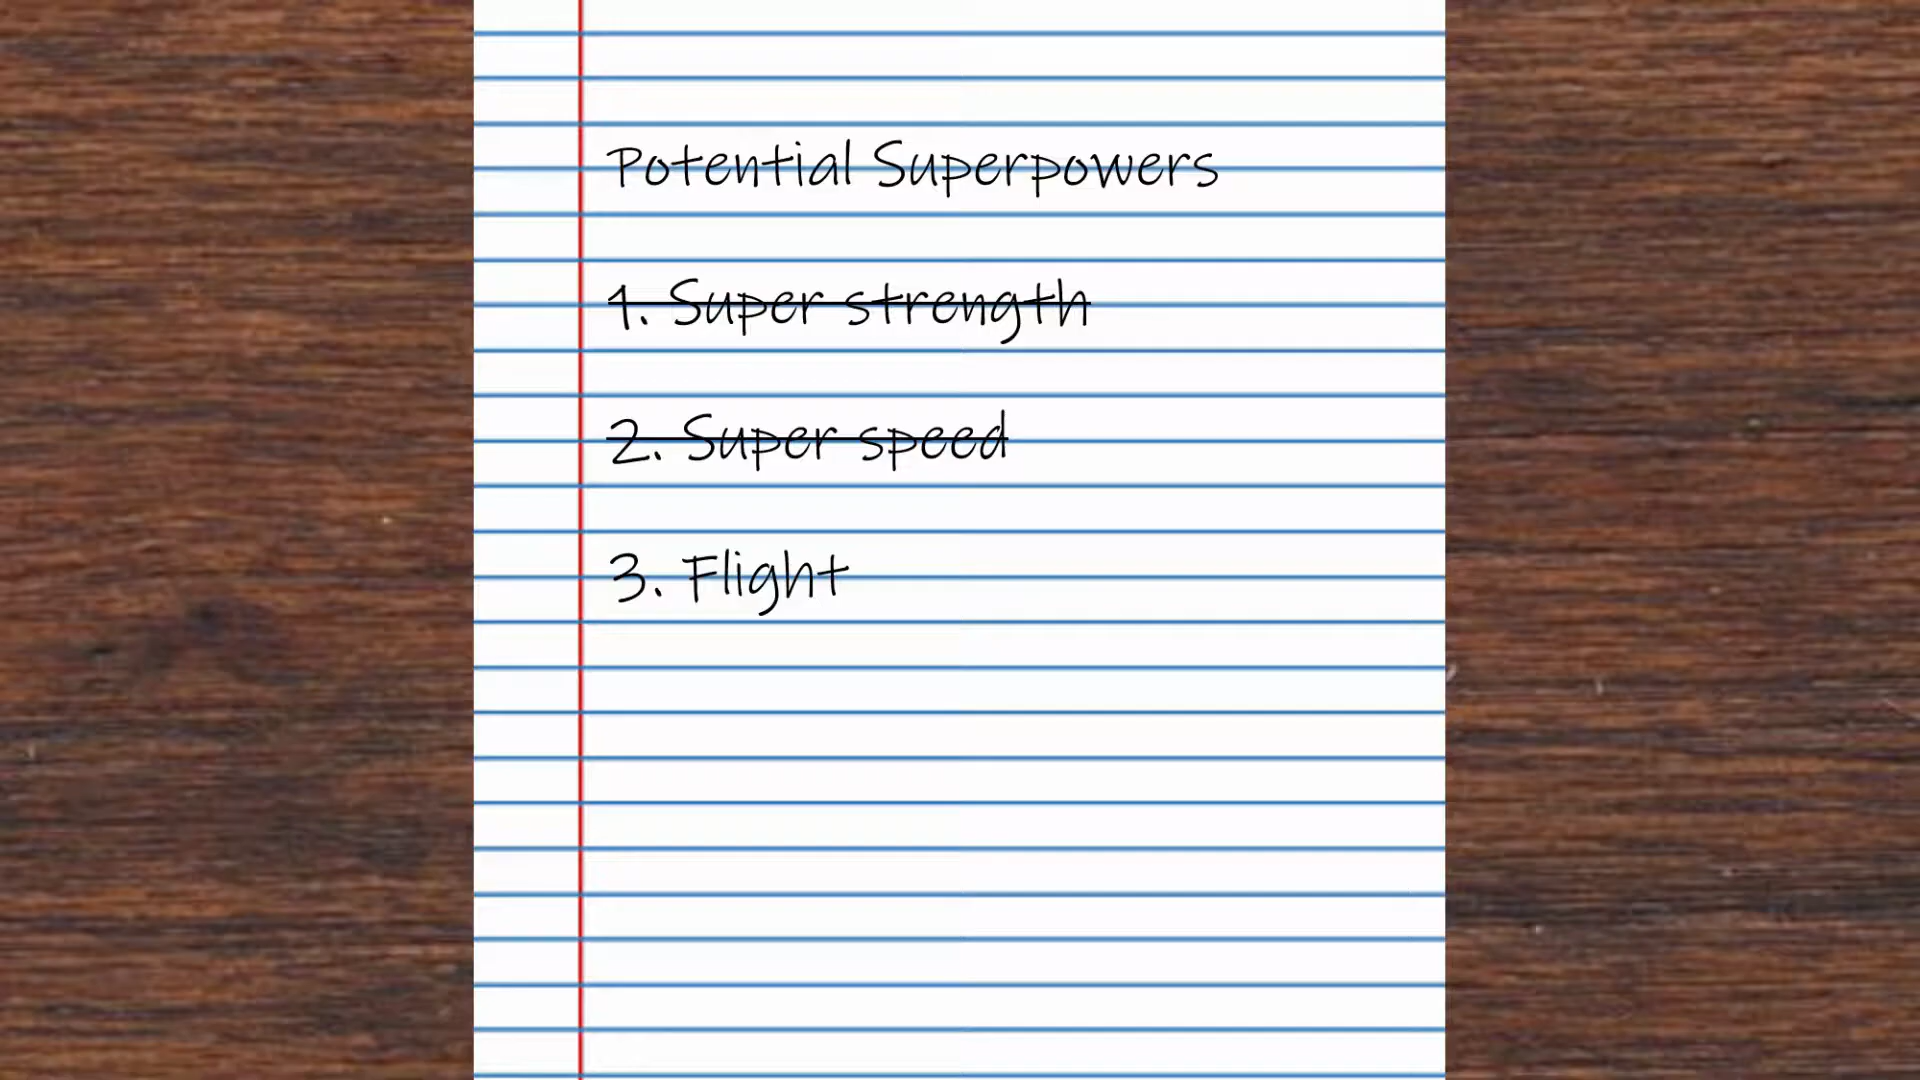 Potential Superpowers
1. Super strength
2. Super speed
3. Flight